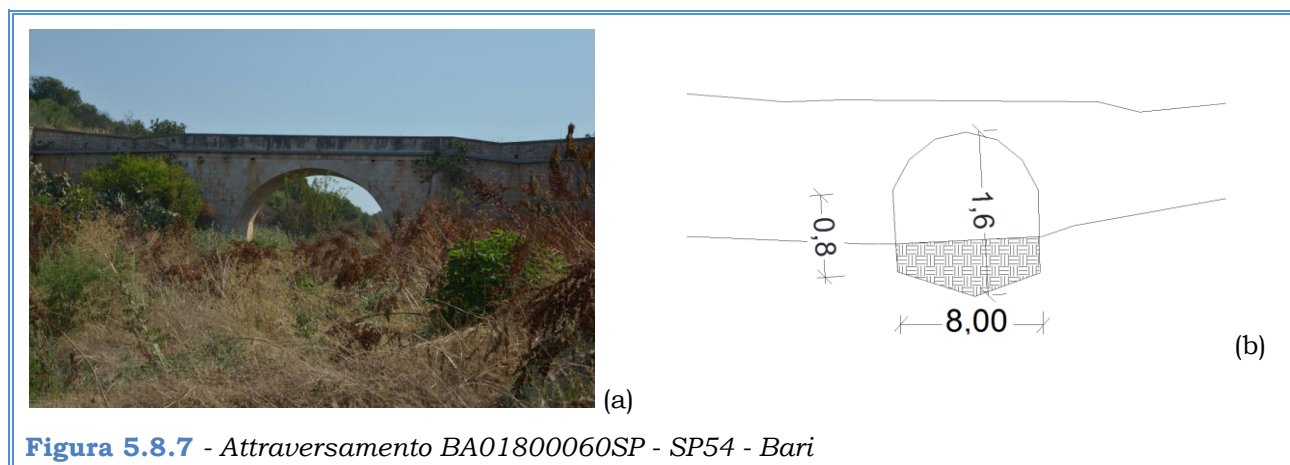 (a)
1,6
0,8
8,00
(b)
Figura 5.8.7 - Attraversamento BA01800060SP - SP54 - Bari